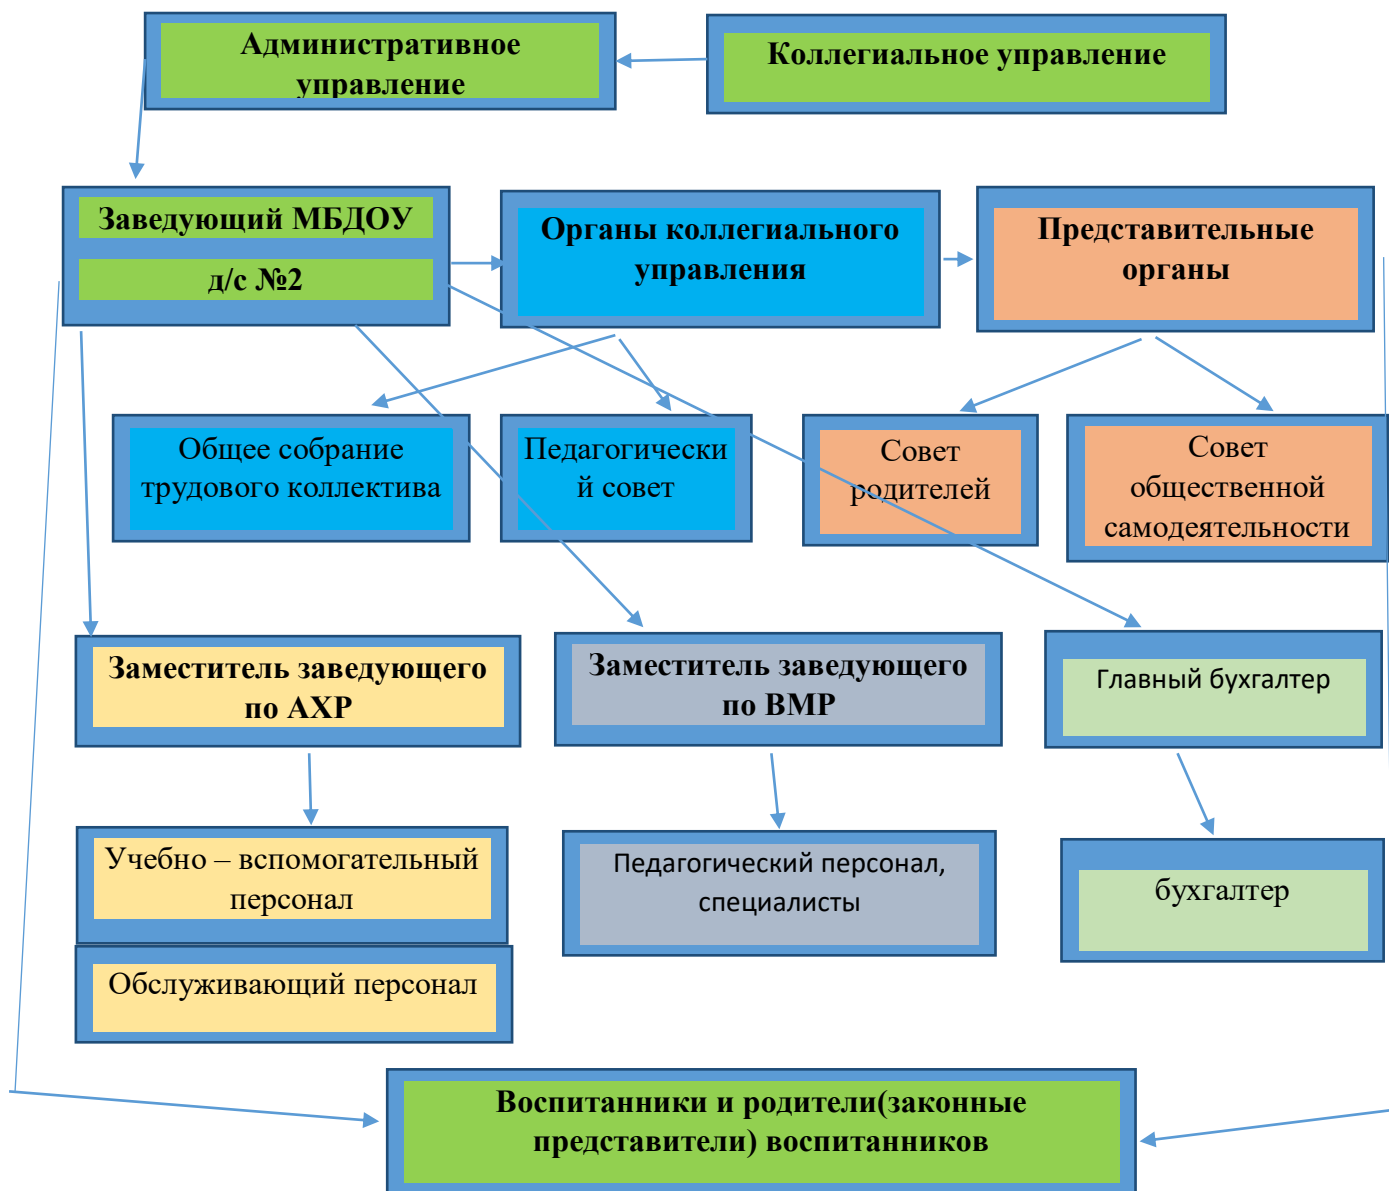 Административное
управление
Коллегиальное управление
Заведующий МБДОУ
д/с №2
Органы коллегиального
управления
Представительные
органы
Общее собрание
трудового коллектива
Педагогически
й совет
Совет
родителей
Совет
общественной
самодеятельности
Заместитель заведующего
по АХР
Заместитель заведующего
по ВМР
Главный бухгалтер
Учебно – вспомогательный
персонал
Педагогический персонал,
специалисты
бухгалтер
Обслуживающий персонал
Воспитанники и родители(законные
представители) воспитанников